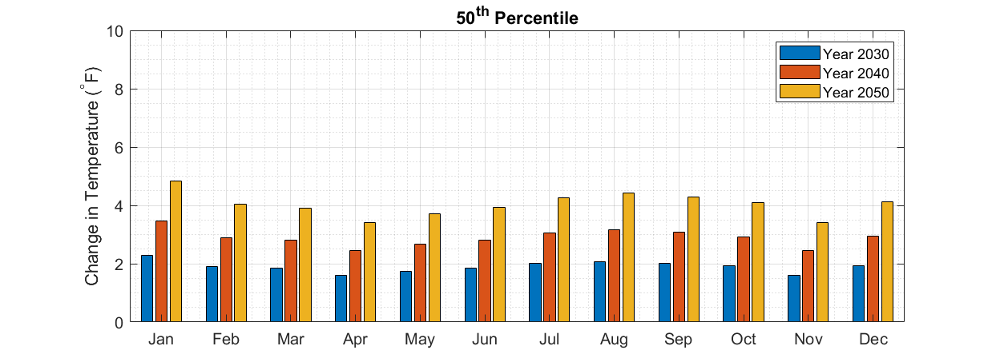 50th Percentile
Change in Temperature (°F)
10
8
6
4
2
0
Year 2030
Year 2040
Year 2050
Jan Feb Mar Apr May Jun Jul Aug Sep Oct Nov Dec